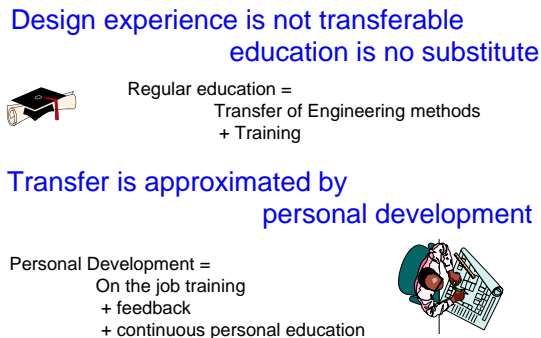 Design experience is not transferable
education is no substitute
Regular education =
Transfer of Engineering methods
+ Training
Transfer is approximated by
personal development
Personal Development =
On the job training
+ feedback
+ continuous personal education